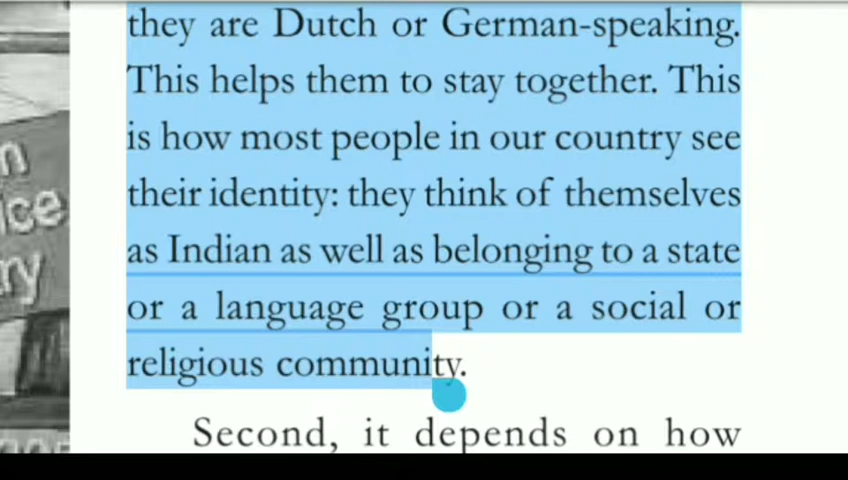 they are Dutch or German-speaking.
This helps them to stay together. This
is how most people in our country see
their identity: they think of themselves
as Indian as well as belonging to a state
or a language group or a social or
religious community.
Second, it depends on how